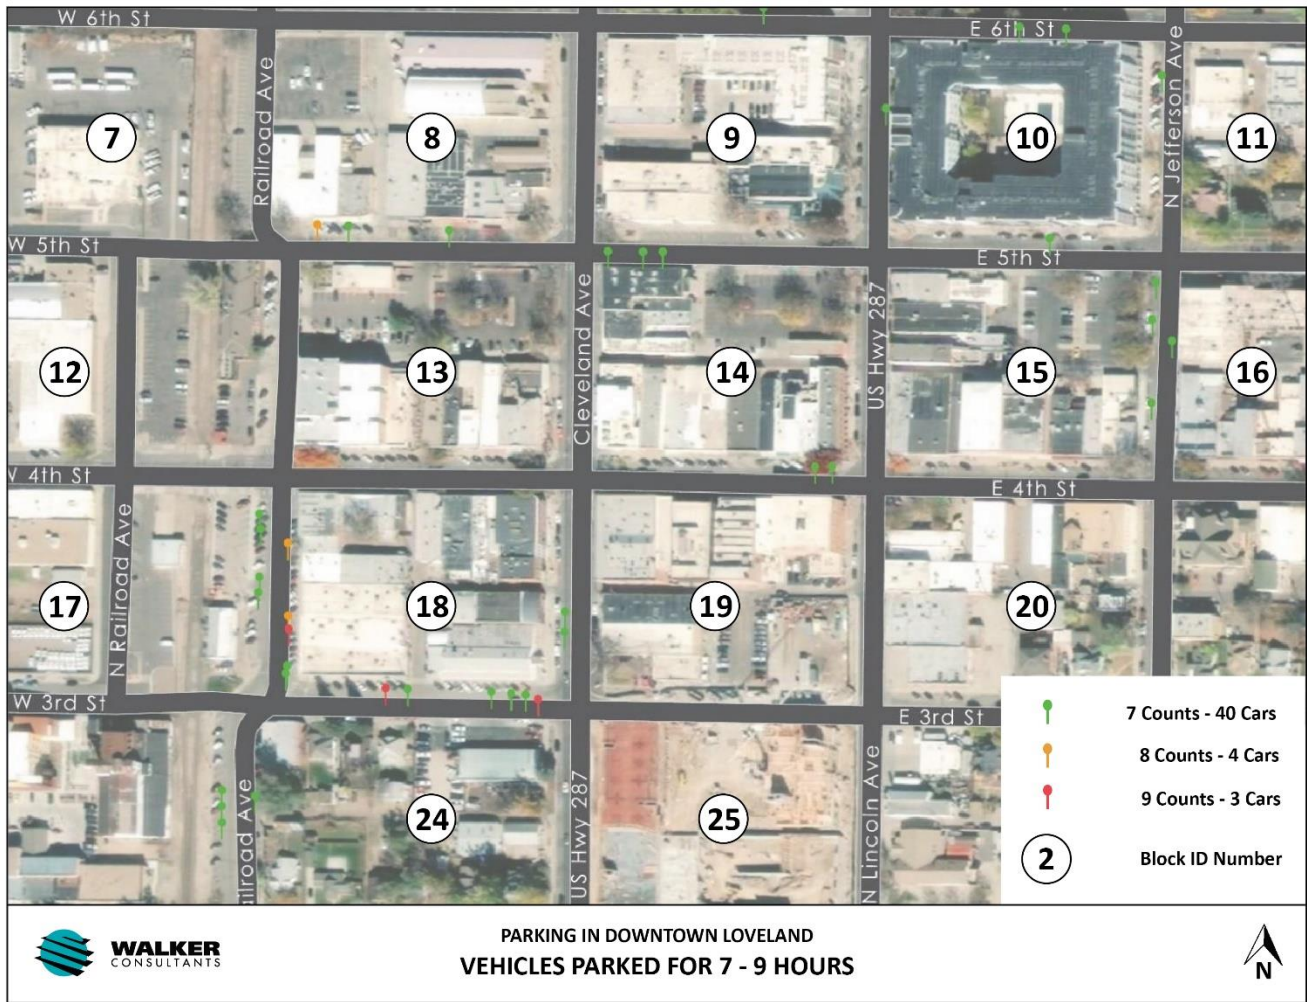 W 6th St
E 6th St
Railroad Ave
N Jefferson Ave
7
8
9
10
11
W 5th St
E 5th St
Cleveland Ave
US Hwy 287
12
13
14
15
16
W 4th St
E 4th St
N Railroad Ave
17
18
19
20
W 3rd St
E 3rd St
ailroad Ave
US Hwy 287
N Lincoln Ave
24
25
7 Counts - 40 Cars
8 Counts - 4 Cars
9 Counts - 3 Cars
2 Block ID Number
WALKER
CONSULTANTS
PARKING IN DOWNTOWN LOVELAND
VEHICLES PARKED FOR 7 - 9 HOURS
N